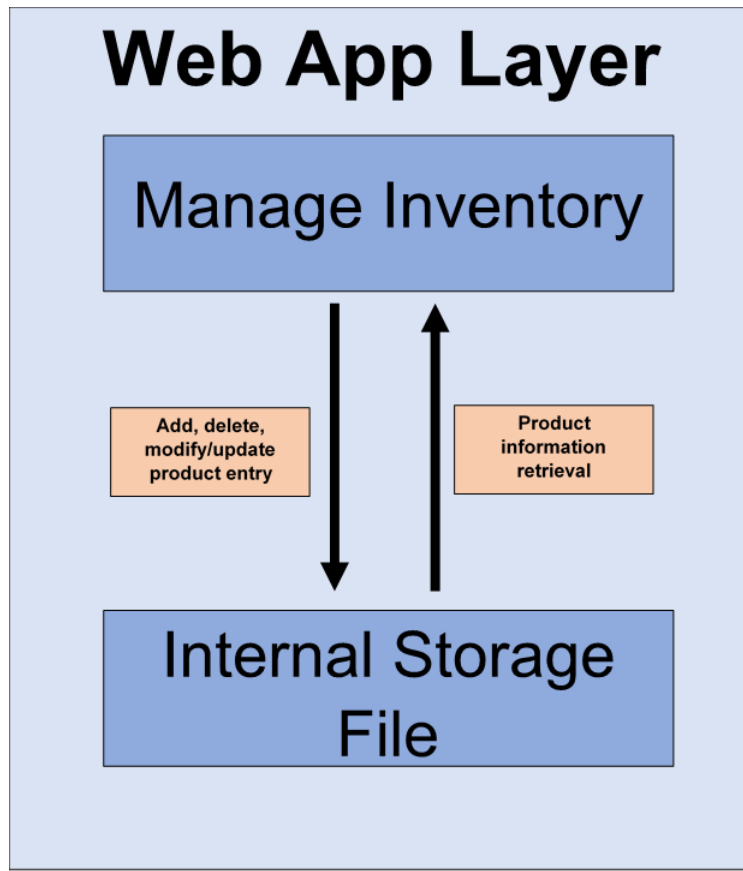 Web App Layer
Manage Inventory
Add, delete,
modify/update
product entry
Product
information
retrieval
Internal Storage
File